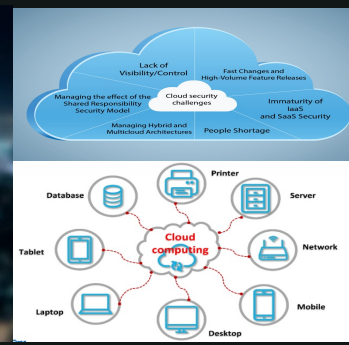 Lack of
Visibility/Control
Fast Changes and
High-Volume Feature Releases
Managing the effect of the
Shared Responsibility
Security Model
Cloud security
challenges
Immaturity of
IaaS
and SaaS Security
Managing Hybrid and
Multicloud Architectures
People Shortage
Printer
Database
Server
Cloud
computing
Tablet
Network
Laptop
Mobile
Desktop